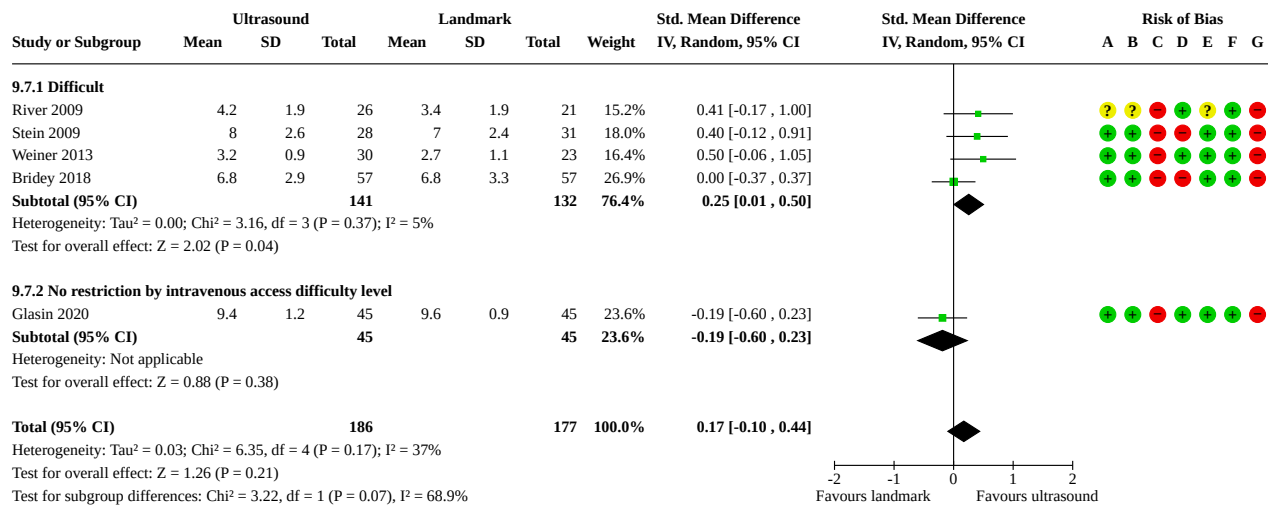 Ultrasound Landmark Std. Mean Difference Std. Mean Difference Risk of Bias
Study or Subgroup Mean SD Total Mean SD Total Weight IV, Random, 95% CI IV, Random, 95% CI A B C D E F G
9.7.1 Difficult
River 2009 4.2 1.9 26 3.4 1.9 21 15.2% 0.41 [-0.17 , 1.00] ? ? − + ? + −
Stein 2009 8 2.6 28 7 2.4 31 18.0% 0.40 [-0.12 , 0.91] + + − − + + −
Weiner 2013 3.2 0.9 30 2.7 1.1 23 16.4% 0.50 [-0.06 , 1.05] + + − + + + −
Bridey 2018 6.8 2.9 57 6.8 3.3 57 26.9% 0.00 [-0.37 , 0.37] + + − − + + −
Subtotal (95% CI) 141 132 76.4% 0.25 [0.01 , 0.50]
Heterogeneity: Tau² = 0.00; Chi² = 3.16, df = 3 (P = 0.37); I² = 5%
Test for overall effect: Z = 2.02 (P = 0.04)
9.7.2 No restriction by intravenous access difficulty level
Glasin 2020 9.4 1.2 45 9.6 0.9 45 23.6% -0.19 [-0.60 , 0.23] + + − + + + −
Subtotal (95% CI) 45 45 23.6% -0.19 [-0.60 , 0.23]
Heterogeneity: Not applicable
Test for overall effect: Z = 0.88 (P = 0.38)
Total (95% CI) 186 177 100.0% 0.17 [-0.10 , 0.44]
Heterogeneity: Tau² = 0.03; Chi² = 6.35, df = 4 (P = 0.17); I² = 37%
Test for overall effect: Z = 1.26 (P = 0.21)
Test for subgroup differences: Chi² = 3.22, df = 1 (P = 0.07), I² = 68.9%
-2 -1 0 1 2
Favours landmark Favours ultrasound